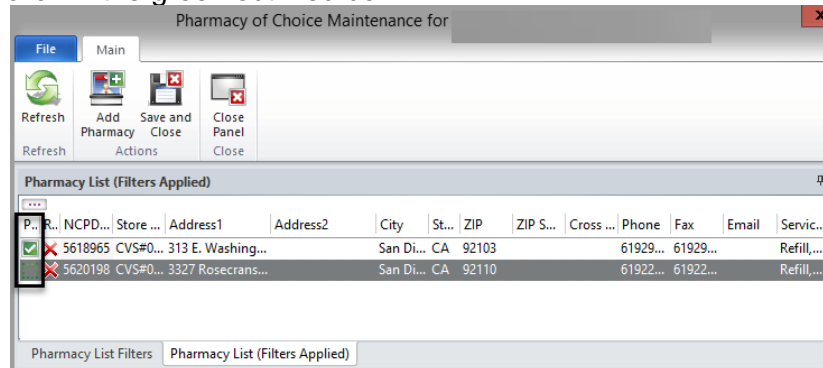 Pharmacy of Choice Maintenance for
File Main
Refresh Add Pharmacy Save and Close Close Panel
Refresh Actions Close
Pharmacy List (Filters Applied)
P.. R.. NCPD... Store ... Address1 Address2 City St... ZIP ZIP S... Cross ... Phone Fax Email Servic...
5618965 CVS#0... 313 E. Washing... San Di... CA 92103 61929... 61929... Refill,...
5620198 CVS#0... 3327 Rosecrans... San Di... CA 92110 61922... 61922... Refill,...
Pharmacy List Filters Pharmacy List (Filters Applied)